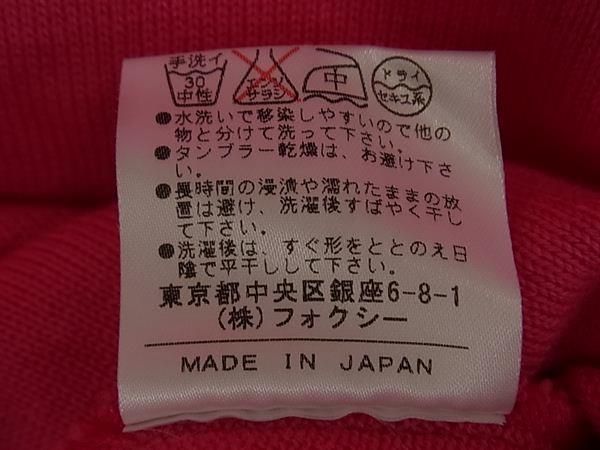 手洗イ 30 中性 エンソ サラシ 中 ドライ セキユ系
●水洗いで移染しやすいので他の
物と分けて洗って下さい。
●タンブラー乾燥は、お避け下さ
い。
●長時間の浸漬や濡れたままの放
置は避け、洗濯後すばやく干し
て下さい。
●洗濯後は、すぐ形をととのえ日
陰で平干しして下さい。
東京都中央区銀座6-8-1
(株)フォクシー
MADE IN JAPAN